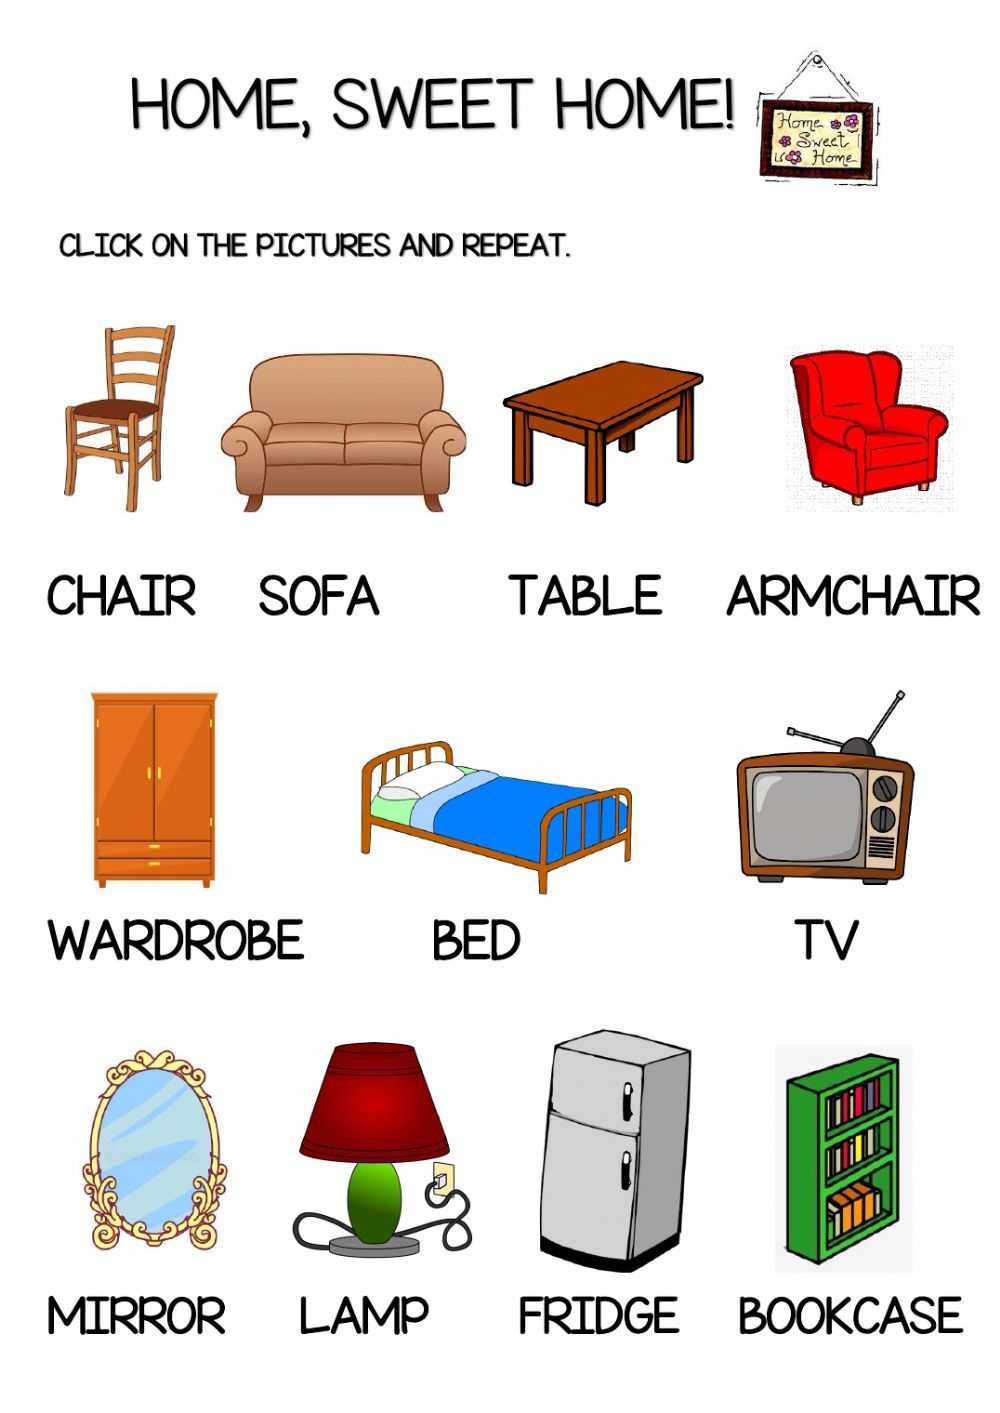 HOME, SWEET HOME!
Home
Sweet
Home
CLICK ON THE PICTURES AND REPEAT.
CHAIR SOFA TABLE ARMCHAIR
WARDROBE BED TV
MIRROR LAMP FRIDGE BOOKCASE